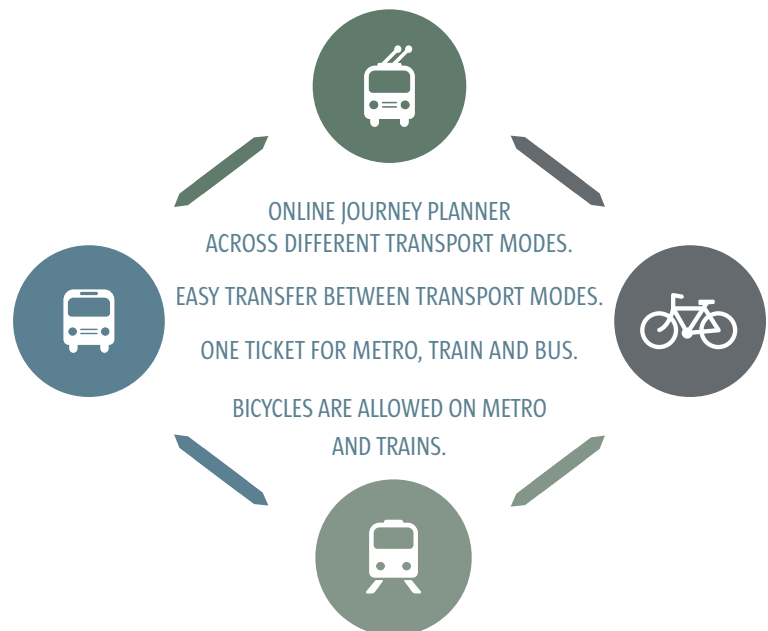 ONLINE JOURNEY PLANNER
ACROSS DIFFERENT TRANSPORT MODES.
EASY TRANSFER BETWEEN TRANSPORT MODES.
ONE TICKET FOR METRO, TRAIN AND BUS.
BICYCLES ARE ALLOWED ON METRO
AND TRAINS.